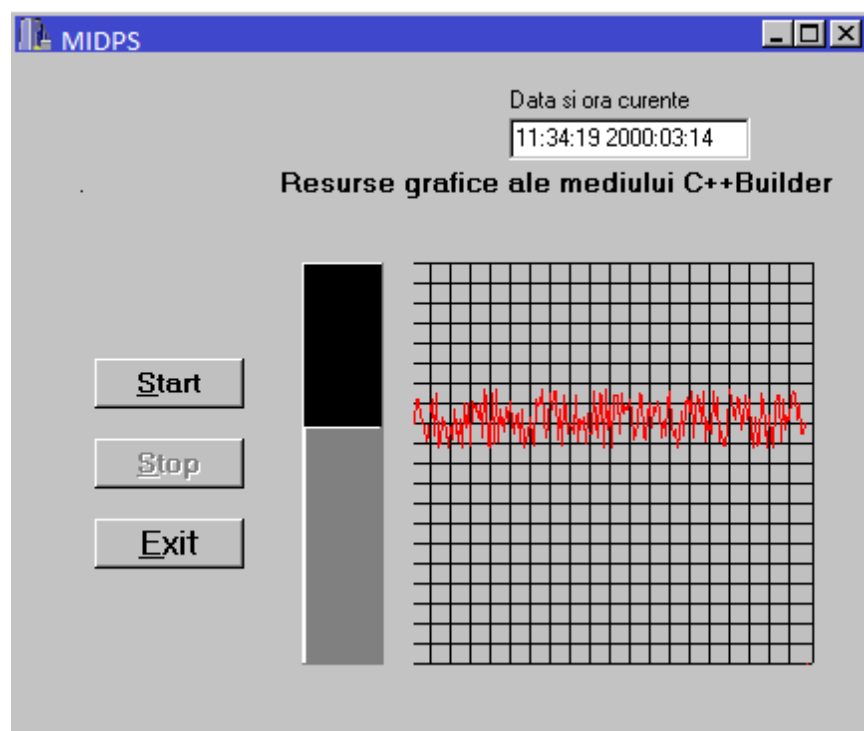 MIDPS
Data si ora curente
11:34:19 2000:03:14
Resurse grafice ale mediului C++Builder
Start
Stop
Exit